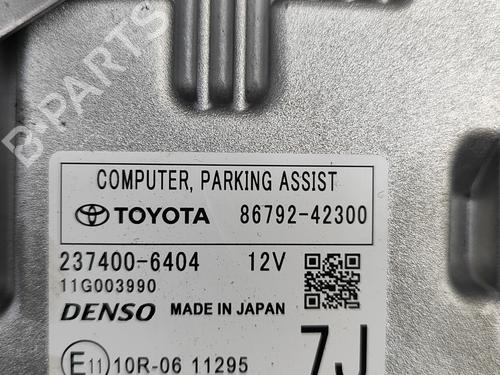 B-PARTS
COMPUTER, PARKING ASSIST
TOYOTA 86792-42300
237400-6404 12V
11G003990
DENSO MADE IN JAPAN
E11 10R-06 11295 7J